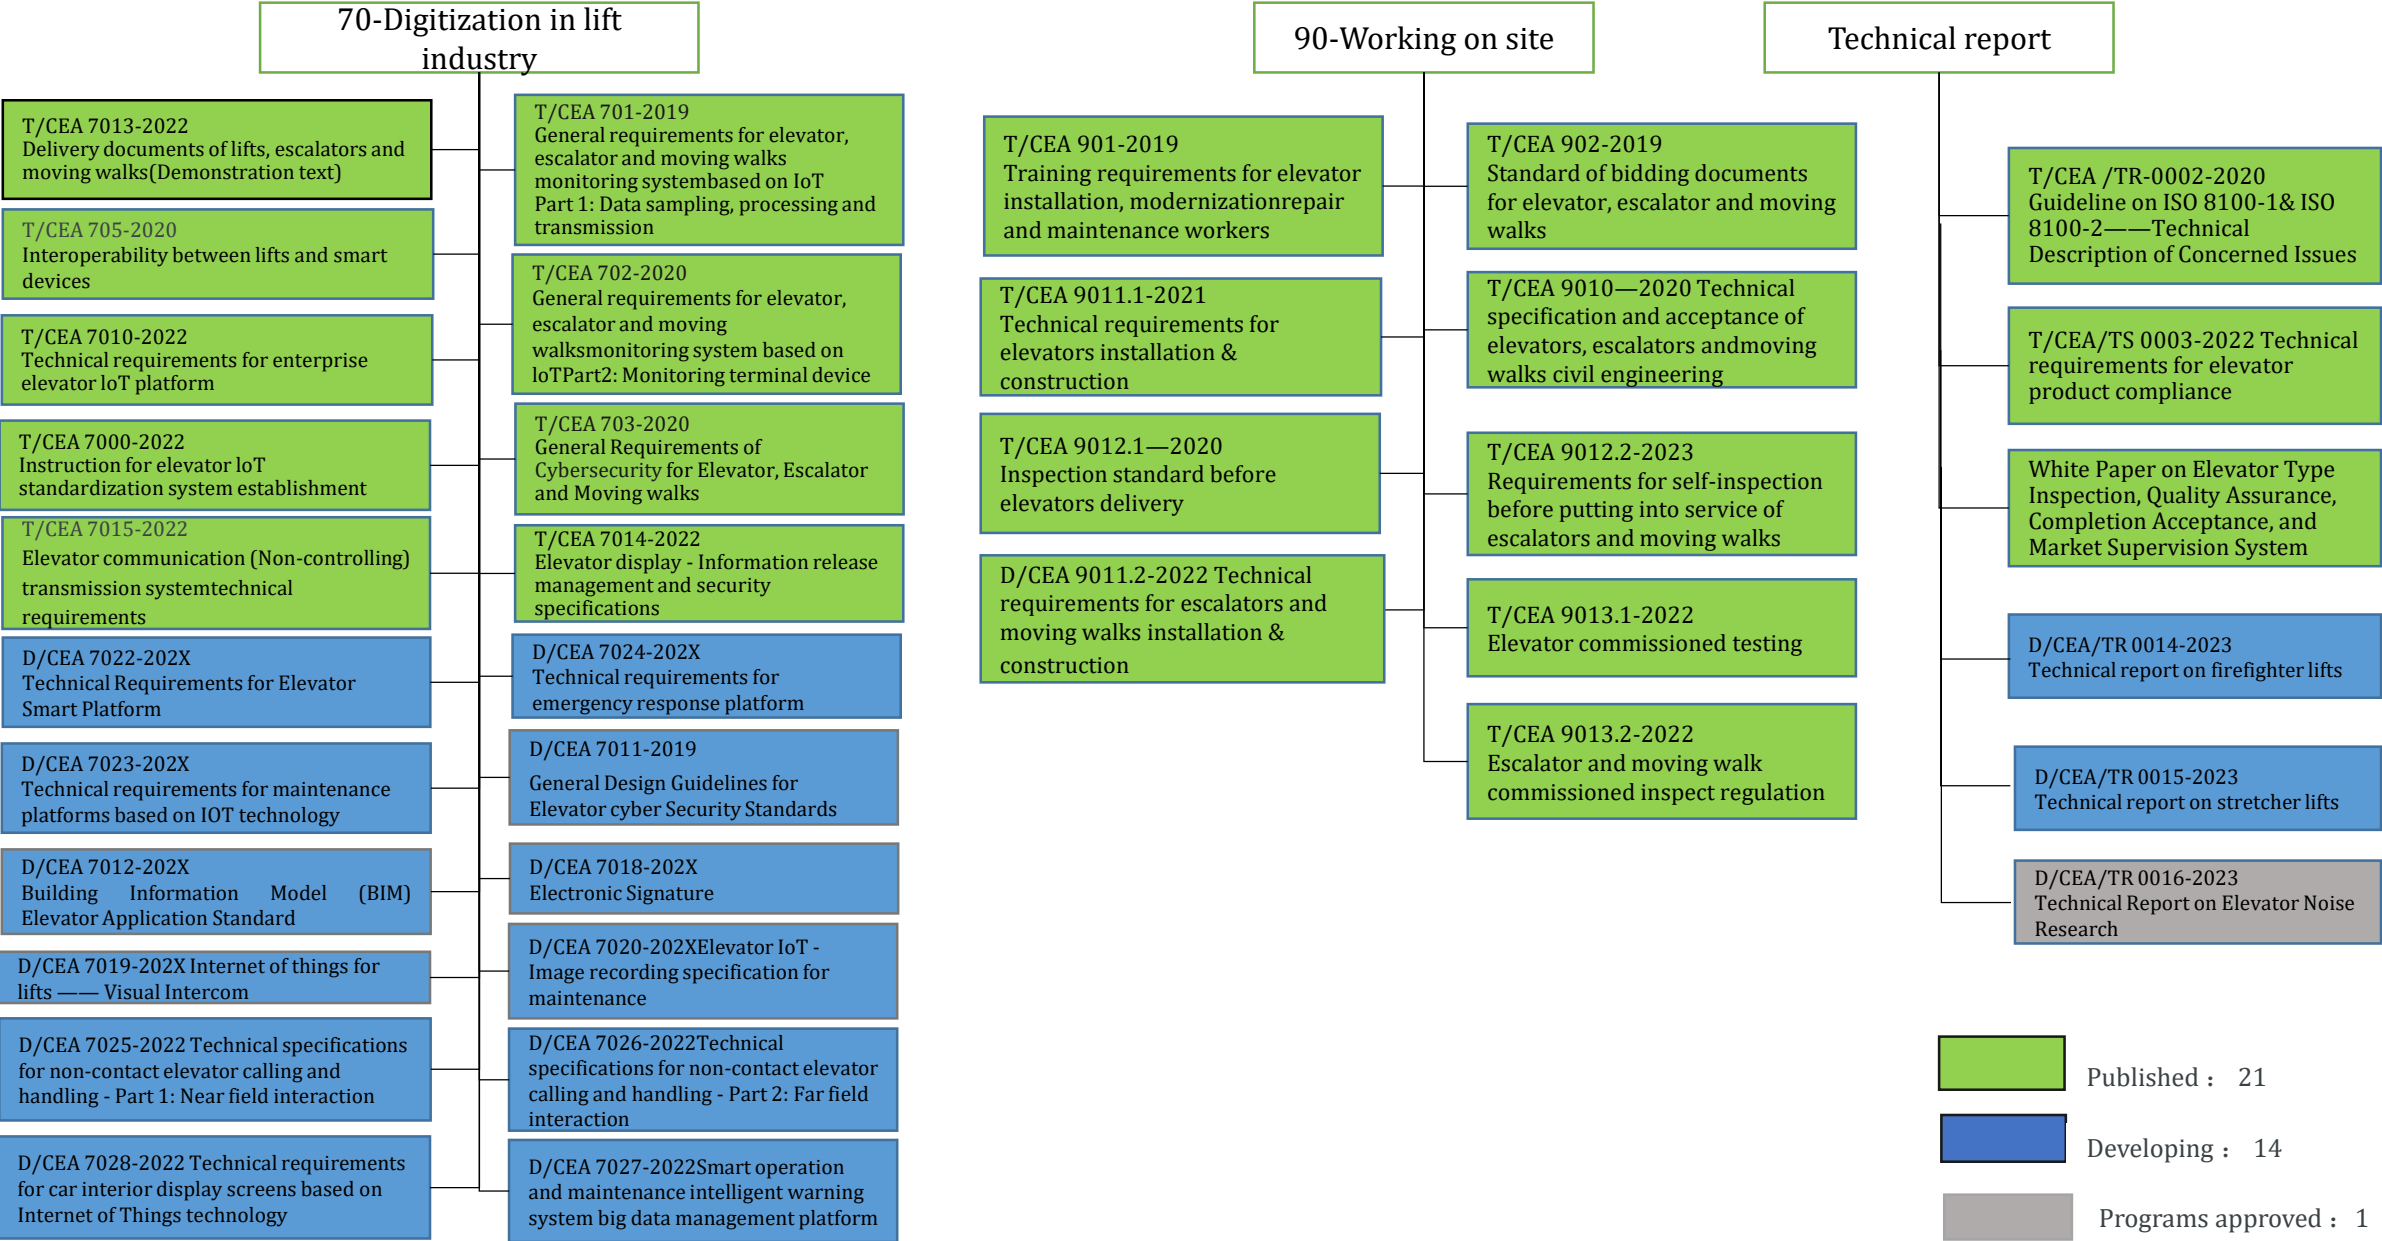 70-Digitization in lift
industry
T/CEA 7013-2022
Delivery documents of lifts, escalators and
moving walks(Demonstration text)
T/CEA 705-2020
Interoperability between lifts and smart
devices
T/CEA 7010-2022
Technical requirements for enterprise
elevator loT platform
T/CEA 7000-2022
Instruction for elevator loT
standardization system establishment
T/CEA 7015-2022
Elevator communication (Non-controlling)
transmission systemtechnical
requirements
D/CEA 7022-202X
Technical Requirements for Elevator
Smart Platform
D/CEA 7023-202X
Technical requirements for maintenance
platforms based on IOT technology
D/CEA 7012-202X
Building Information Model (BIM)
Elevator Application Standard
D/CEA 7019-202X Internet of things for
lifts —— Visual Intercom
D/CEA 7025-2022 Technical specifications
for non-contact elevator calling and
handling - Part 1: Near field interaction
D/CEA 7028-2022 Technical requirements
for car interior display screens based on
Internet of Things technology
T/CEA 701-2019
General requirements for elevator,
escalator and moving walks
monitoring systembased on IoT
Part 1: Data sampling, processing and
transmission
T/CEA 702-2020
General requirements for elevator,
escalator and moving
walksmonitoring system based on
loTPart2: Monitoring terminal device
T/CEA 703-2020
General Requirements of
Cybersecurity for Elevator, Escalator
and Moving walks
T/CEA 7014-2022
Elevator display - Information release
management and security
specifications
D/CEA 7024-202X
Technical requirements for
emergency response platform
D/CEA 7011-2019
General Design Guidelines for
Elevator cyber Security Standards
D/CEA 7018-202X
Electronic Signature
D/CEA 7020-202XElevator IoT -
Image recording specification for
maintenance
D/CEA 7026-2022Technical
specifications for non-contact elevator
calling and handling - Part 2: Far field
interaction
D/CEA 7027-2022Smart operation
and maintenance intelligent warning
system big data management platform
90-Working on site
T/CEA 901-2019
Training requirements for elevator
installation, modernizationrepair
and maintenance workers
T/CEA 9011.1-2021
Technical requirements for
elevators installation &
construction
T/CEA 9012.1—2020
Inspection standard before
elevators delivery
D/CEA 9011.2-2022 Technical
requirements for escalators and
moving walks installation &
construction
T/CEA 902-2019
Standard of bidding documents
for elevator, escalator and moving
walks
T/CEA 9010—2020 Technical
specification and acceptance of
elevators, escalators andmoving
walks civil engineering
T/CEA 9012.2-2023
Requirements for self-inspection
before putting into service of
escalators and moving walks
T/CEA 9013.1-2022
Elevator commissioned testing
T/CEA 9013.2-2022
Escalator and moving walk
commissioned inspect regulation
Technical report
T/CEA /TR-0002-2020
Guideline on ISO 8100-1& ISO
8100-2——Technical
Description of Concerned Issues
T/CEA/TS 0003-2022 Technical
requirements for elevator
product compliance
White Paper on Elevator Type
Inspection, Quality Assurance,
Completion Acceptance, and
Market Supervision System
D/CEA/TR 0014-2023
Technical report on firefighter lifts
D/CEA/TR 0015-2023
Technical report on stretcher lifts
D/CEA/TR 0016-2023
Technical Report on Elevator Noise
Research
Published： 21
Developing： 14
Programs approved：1